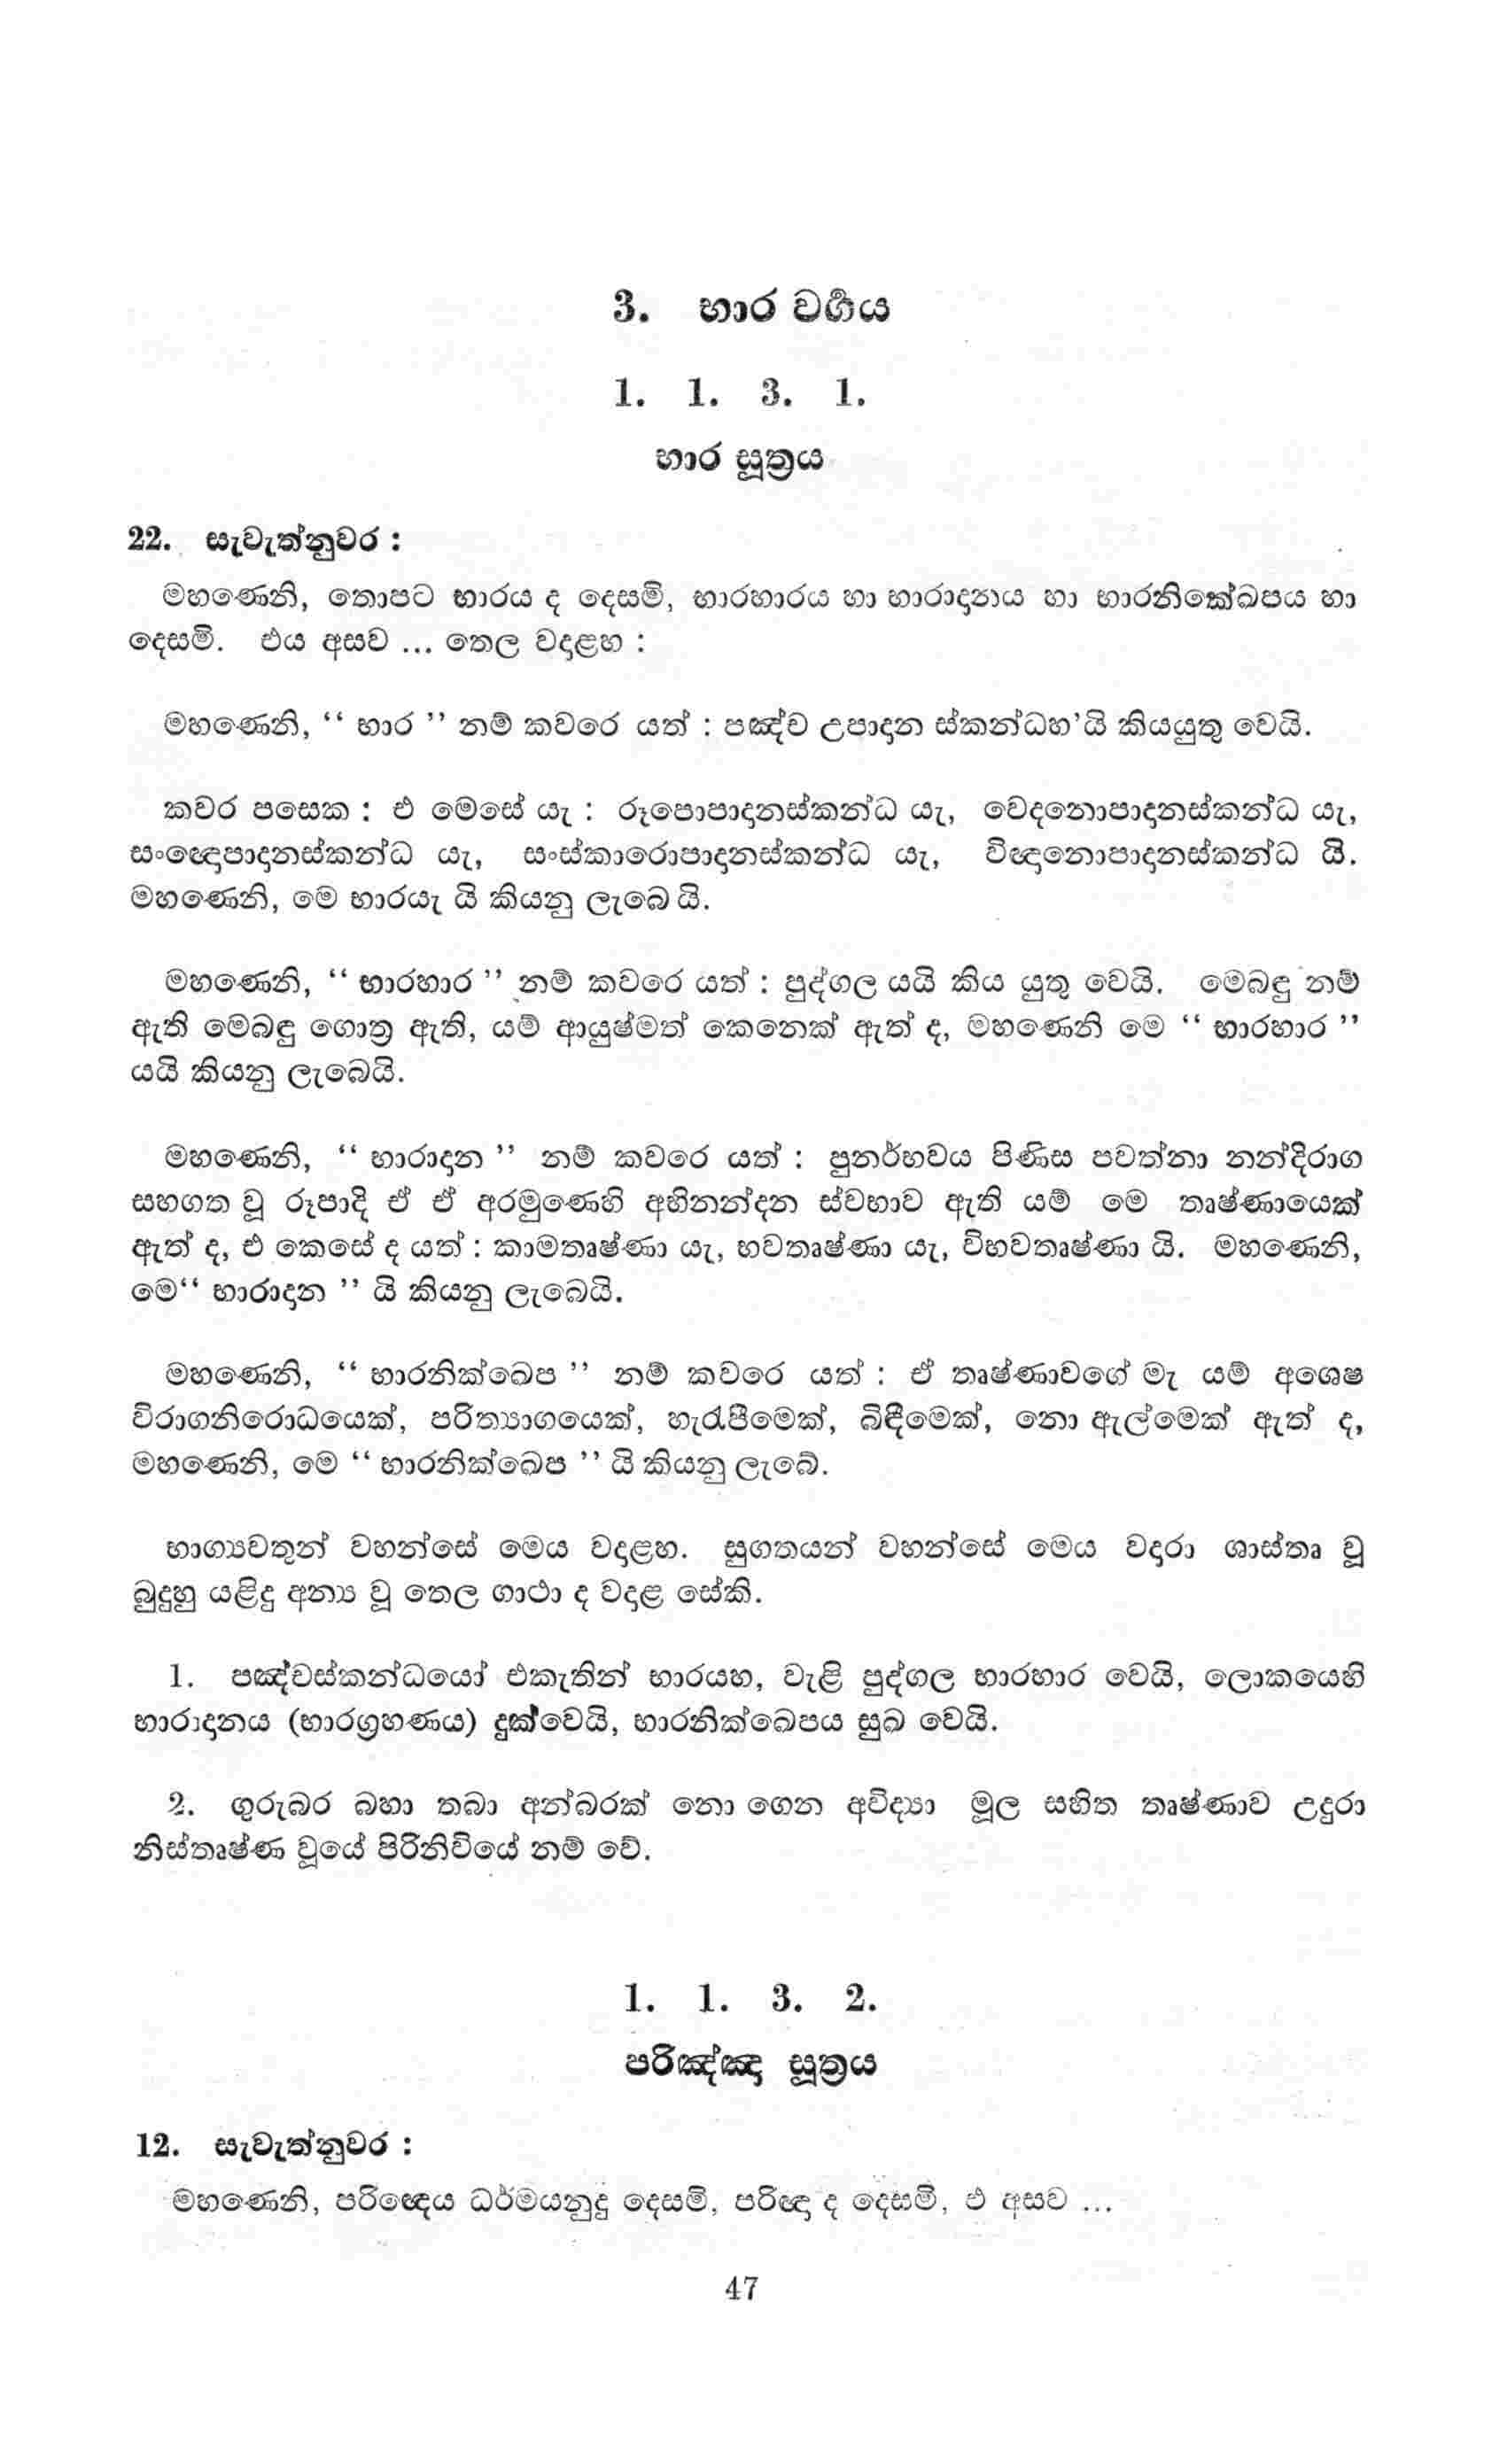 3. භාර වර්‍ගය
1. 1. 3. 1.
භාර සූත්‍රය
22. සැවැත්නුවර :
මහණෙනි, තොපට භාරය ද දෙසමි, භාරහාරය හා භාරාදානය හා භාරනික්ඛේපය හා
දෙසමි. එය අසව ... තෙල වදාළහ :
මහණෙනි, “ භාර ” නම් කවරෙ යත් : පඤ්ච උපාදාන ස්කන්ධහ’යි කියයුතු වෙයි.
කවර පසෙක : එ මෙසේ යැ : රූපොපාදානස්කන්ධ යැ, වෙදනොපාදානස්කන්ධ යැ,
සංඥොපාදානස්කන්ධ යැ, සංස්කාරොපාදානස්කන්ධ යැ, විඥානොපාදානස්කන්ධ යි.
මහණෙනි, මෙ භාරයැ යි කියනු ලැබෙ යි.
මහණෙනි, “ භාරහාර ” නම් කවරෙ යත් : පුද්ගල යයි කිය යුතු වෙයි. මෙබඳු නම්
ඇති මෙබඳු ගොත්‍ර ඇති, යම් ආයුෂ්මත් කෙනෙක් ඇත් ද, මහණෙනි මෙ “ භාරහාර ”
යයි කියනු ලැබෙයි.
මහණෙනි, “ භාරාදාන ” නම් කවරෙ යත් : පුනර්භවය පිණිස පවත්නා නන්දිරාග
සහගත වූ රූපාදි ඒ ඒ අරමුණෙහි අභිනන්දන ස්වභාව ඇති යම් මෙ තෘෂ්ණායෙක්
ඇත් ද, එ කෙසේ ද යත් : කාමතෘෂ්ණා යැ, භවතෘෂ්ණා යැ, විභවතෘෂ්ණා යි. මහණෙනි,
මෙ“ භාරාදාන ” යි කියනු ලැබෙයි.
මහණෙනි, “ භාරනික්ඛෙප ” නම් කවරෙ යත් : ඒ තෘෂ්ණාවගේ මැ යම් අශෙෂ
විරාගනිරොධයෙක්, පරිත්‍යාගයෙක්, හැරැපීමෙක්, බිඳීමෙක්, නො ඇල්මෙක් ඇත් ද,
මහණෙනි, මෙ “ භාරනික්ඛෙප ” යි කියනු ලැබේ.
භාග්‍යවතුන් වහන්සේ මෙය වදාළහ. සුගතයන් වහන්සේ මෙය වදාරා ශාස්තෘ වූ
බුදුහු යළිදු අන්‍ය වූ තෙල ගාථා ද වදාළ සේකි.
1. පඤ්චස්කන්ධයෝ එකැතින් භාරයහ, වැළි පුද්ගල භාරහාර වෙයි, ලොකයෙහි
භාරාදානය (භාරග්‍රහණය) දුක්වෙයි, භාරනික්ඛෙපය සුඛ වෙයි.
2. ගුරුබර බහා තබා අන්බරක් නො ගෙන අවිද්‍යා මූල සහිත තෘෂ්ණාව උදුරා
නිස්තෘෂ්ණ වූයේ පිරිනිවියේ නම් වේ.
1. 1. 3. 2.
පරිඤ්ඤා සූත්‍රය
12. සැවැත්නුවර :
මහණෙනි, පරිඥෙය ධර්මයනුදු දෙසමි, පරිඥා ද දෙසමි, එ අසව ...
47